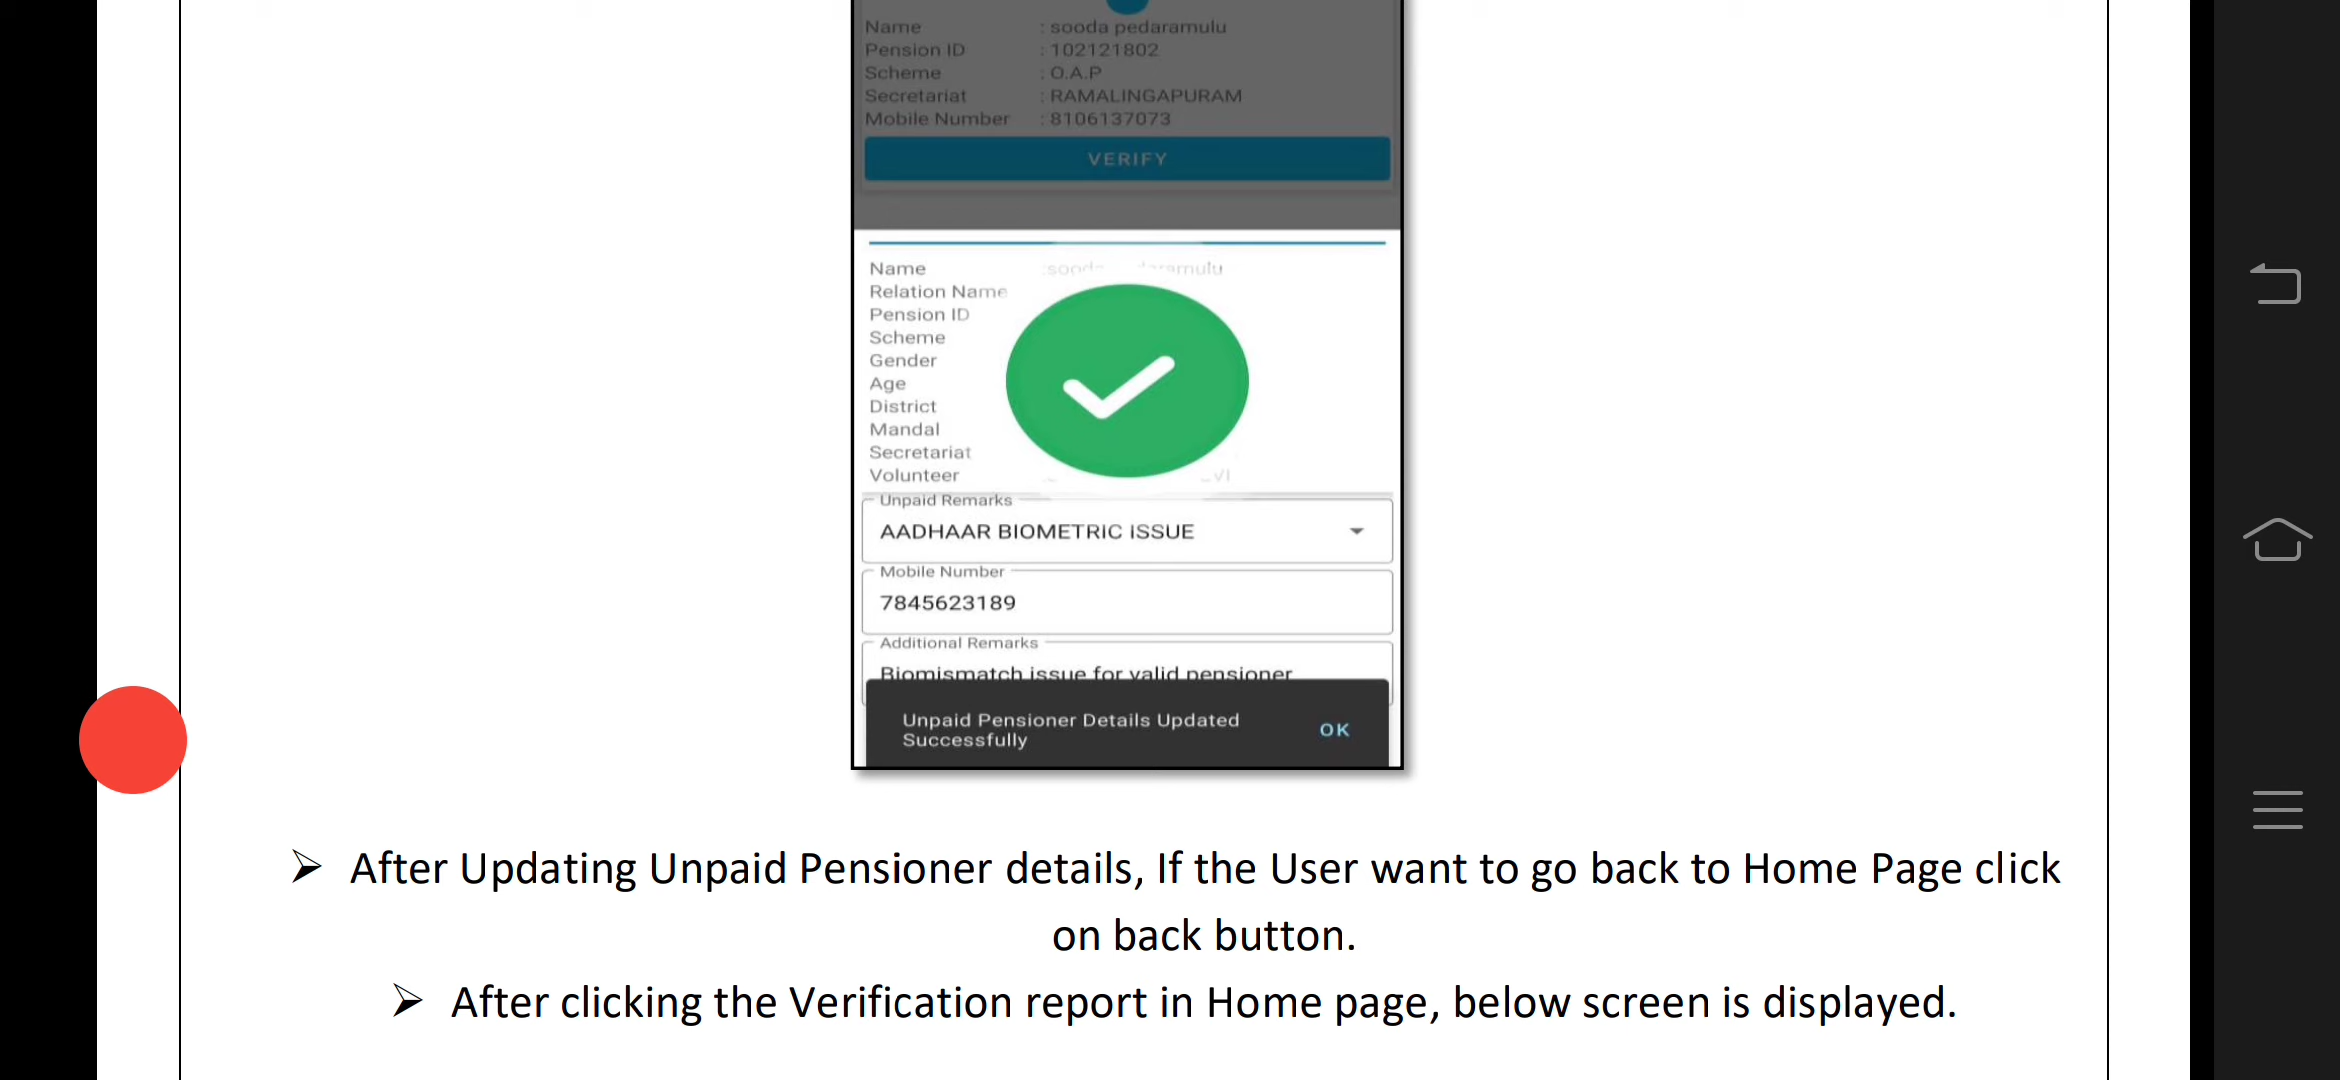 Name : sooda pedaramulu
Pension ID : 102121802
Scheme : O.A.P
Secretariat : RAMALINGAPURAM
Mobile Number : 8106137073
VERIFY
Name
Relation Name
Pension ID
Scheme
Gender
Age
District
Mandal
Secretariat
Volunteer
Unpaid Remarks
AADHAAR BIOMETRIC ISSUE
Mobile Number
7845623189
Additional Remarks
Biomismatch issue for valid pensioner
Unpaid Pensioner Details Updated
Successfully
OK
➢ After Updating Unpaid Pensioner details, If the User want to go back to Home Page click
on back button.
➢ After clicking the Verification report in Home page, below screen is displayed.